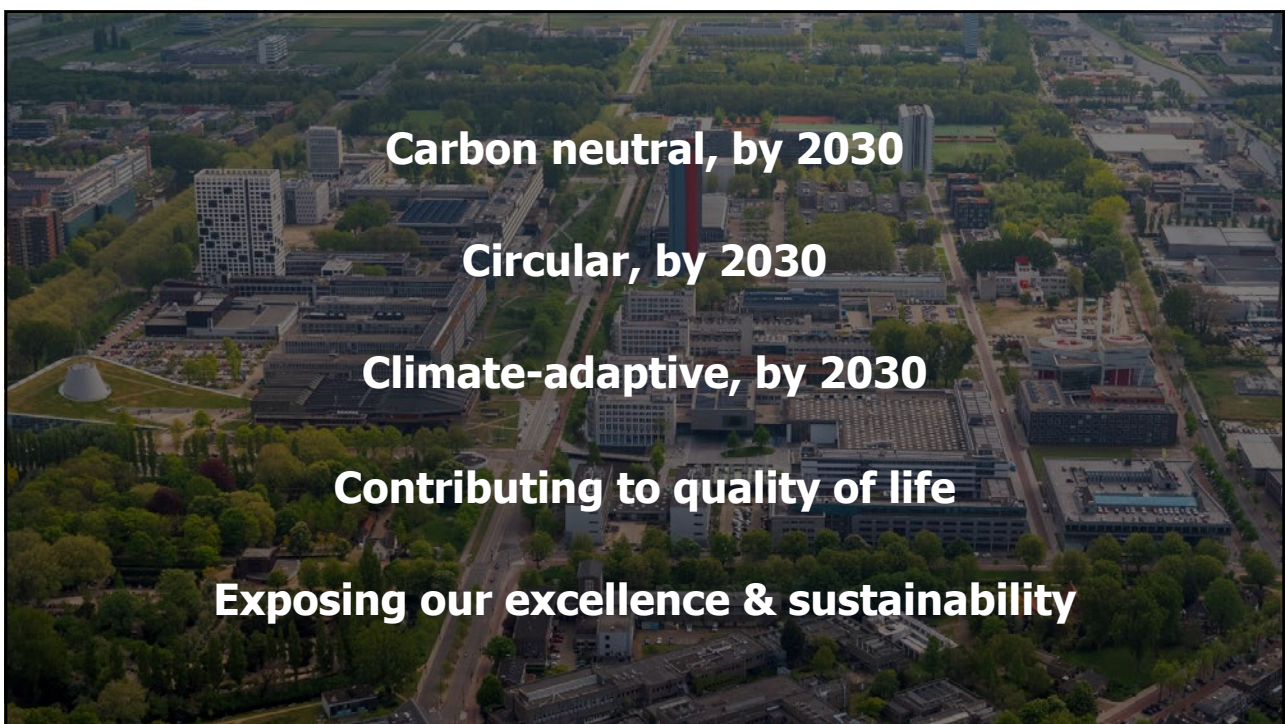 Carbon neutral, by 2030
Circular, by 2030
Climate-adaptive, by 2030
Contributing to quality of life
Exposing our excellence & sustainability